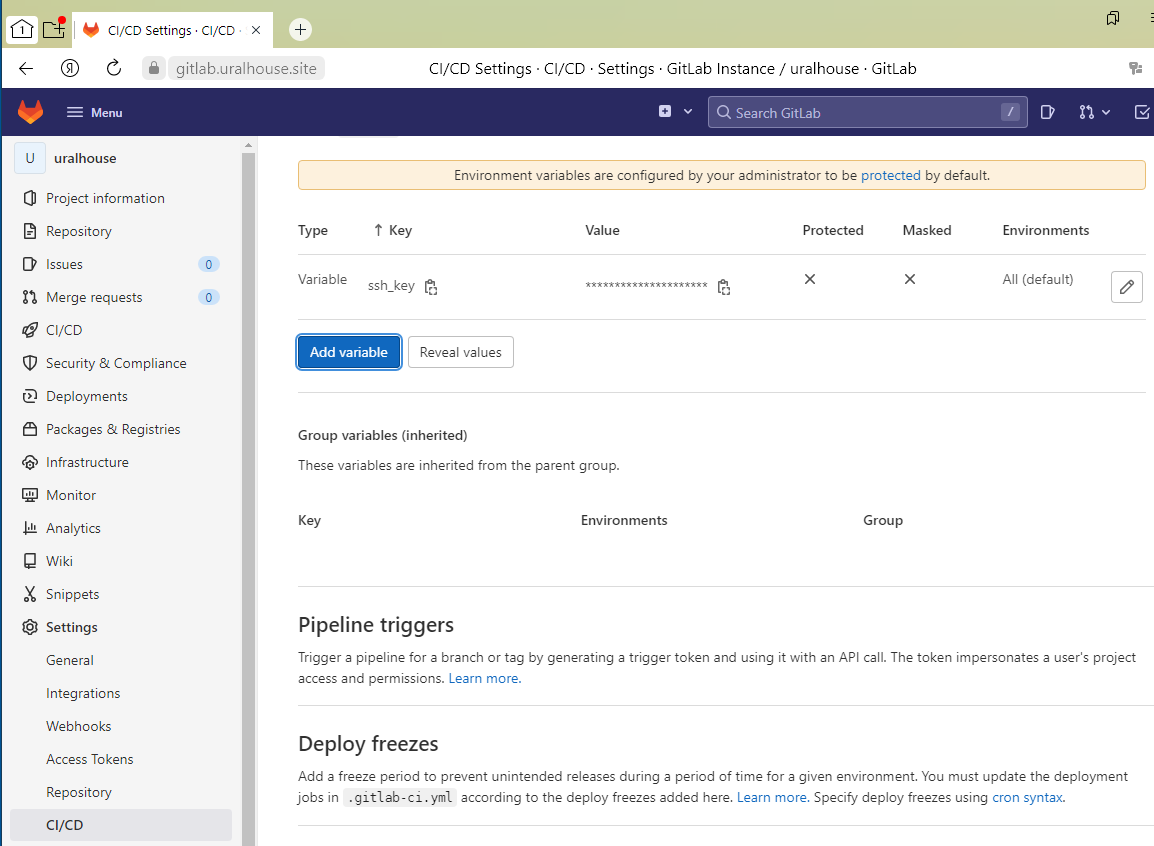 1
CI/CD Settings · CI/CD ·
Я
gitlab.uralhouse.site
CI/CD Settings · CI/CD · Settings · GitLab Instance / uralhouse · GitLab
Menu
Search GitLab
/
U
uralhouse
Project information
Repository
Issues
0
Merge requests
0
CI/CD
Security & Compliance
Deployments
Packages & Registries
Infrastructure
Monitor
Analytics
Wiki
Snippets
Settings
General
Integrations
Webhooks
Access Tokens
Repository
CI/CD
Environment variables are configured by your administrator to be protected by default.
Type ↑ Key Value Protected Masked Environments
Variable ssh_key ********************* All (default)
Add variable Reveal values
Group variables (inherited)
These variables are inherited from the parent group.
Key Environments Group
Pipeline triggers
Trigger a pipeline for a branch or tag by generating a trigger token and using it with an API call. The token impersonates a user's project
access and permissions. Learn more.
Deploy freezes
Add a freeze period to prevent unintended releases during a period of time for a given environment. You must update the deployment
jobs in .gitlab-ci.yml according to the deploy freezes added here. Learn more. Specify deploy freezes using cron syntax.